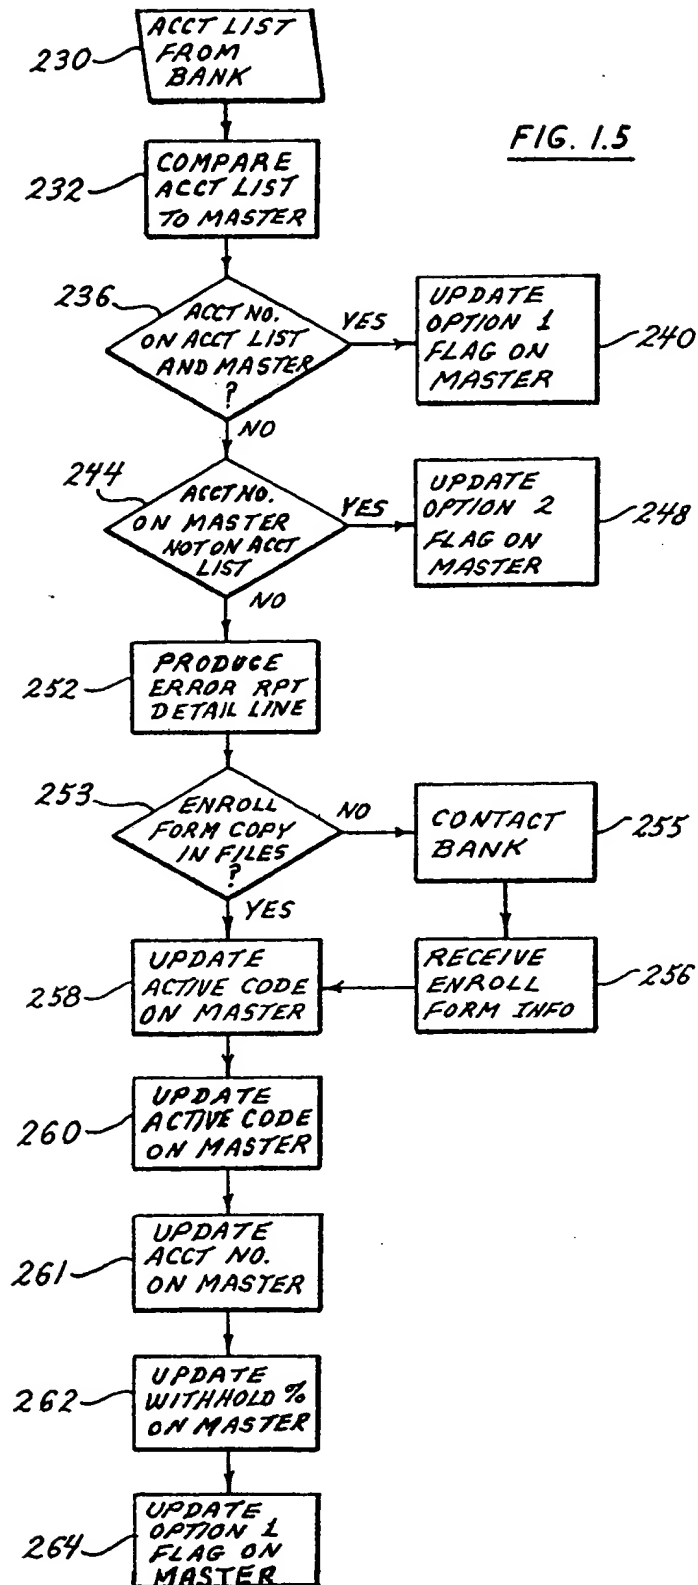 230
ACCT LIST
FROM
BANK
FIG. 1.5
232
COMPARE
ACCT LIST
TO MASTER
236
ACCT NO.
ON ACCT LIST
AND MASTER
?
YES
UPDATE
OPTION 1
FLAG ON
MASTER
240
NO
244
ACCT NO.
ON MASTER
NOT ON ACCT
LIST
YES
UPDATE
OPTION 2
FLAG ON
MASTER
248
NO
252
PRODUCE
ERROR RPT
DETAIL LINE
253
ENROLL
FORM COPY
IN FILES
?
NO
CONTACT
BANK
255
YES
258
UPDATE
ACTIVE CODE
ON MASTER
RECEIVE
ENROLL
FORM INFO
256
260
UPDATE
ACTIVE CODE
ON MASTER
261
UPDATE
ACCT NO.
ON MASTER
262
UPDATE
WITHHOLD %
ON MASTER
264
UPDATE
OPTION 1
FLAG ON
MASTER